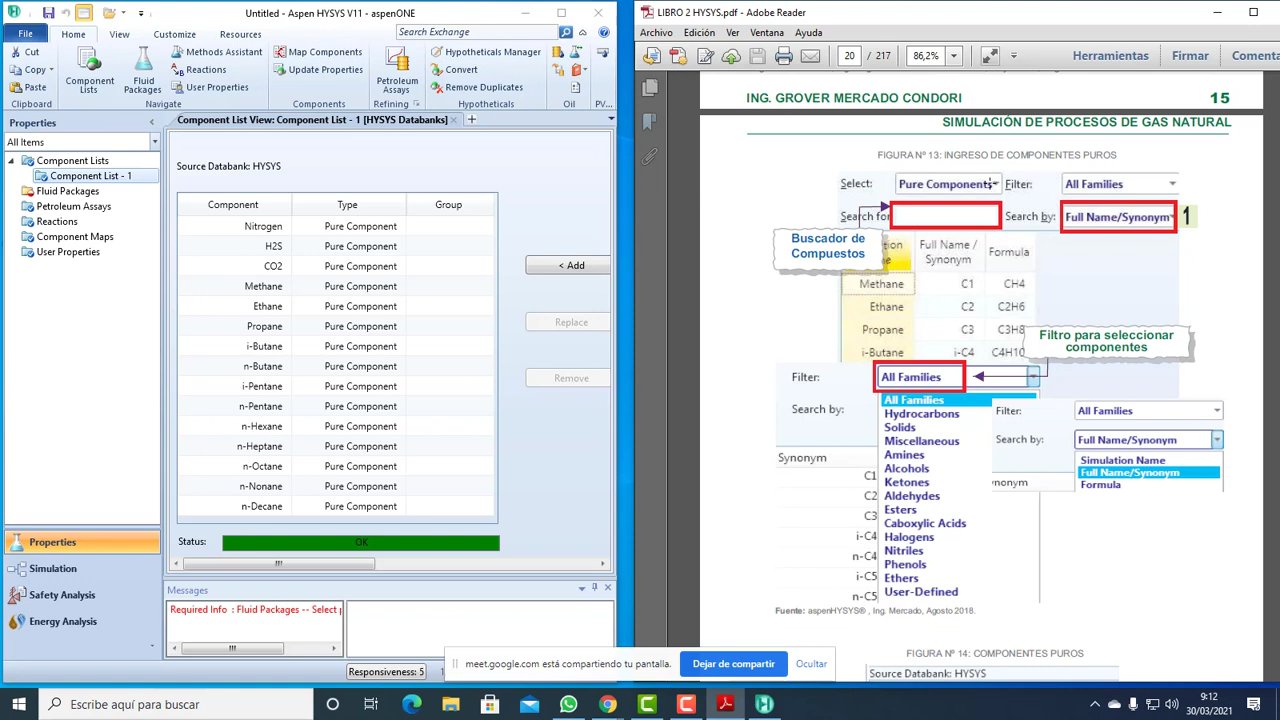 Untitled - Aspen HYSYS V11 - aspenONE
File
Home
View
Customize
Resources
Search Exchange
Cut
Copy
Paste
Clipboard
Component
Lists
Fluid
Packages
Methods Assistant
Reactions
User Properties
Navigate
Map Components
Update Properties
Components
Petroleum
Assays
Refining
Hypotheticals Manager
Convert
Remove Duplicates
Hypotheticals
Oil
PV...
Properties
All Items
Component Lists
Component List - 1
Fluid Packages
Petroleum Assays
Reactions
Component Maps
User Properties
Properties
Simulation
Safety Analysis
Energy Analysis
Component List View: Component List - 1 [HYSYS Databanks]
Source Databank: HYSYS
Component Type Group
Nitrogen Pure Component
H2S Pure Component
CO2 Pure Component
Methane Pure Component
Ethane Pure Component
Propane Pure Component
i-Butane Pure Component
n-Butane Pure Component
i-Pentane Pure Component
n-Pentane Pure Component
n-Hexane Pure Component
n-Heptane Pure Component
n-Octane Pure Component
n-Nonane Pure Component
n-Decane Pure Component
< Add
Replace
Remove
Status: OK
Messages
Required Info : Fluid Packages -- Select
Responsiveness: 5
LIBRO 2 HYSYS.pdf - Adobe Reader
Archivo Edición Ver Ventana Ayuda
20 / 217 86,2%
Herramientas Firmar Comenta
ING. GROVER MERCADO CONDORI 15
SIMULACIÓN DE PROCESOS DE GAS NATURAL
FIGURA Nº 13: INGRESO DE COMPONENTES PUROS
Select: Pure Components Filter: All Families
Search for Search by: Full Name/Synonym 1
Buscador de
Compuestos
Full Name /
Synonym
Formula
Methane C1 CH4
Ethane C2 C2H6
Propane C3 C3H8
i-Butane i-C4 C4H10
Filtro para seleccionar
componentes
Filter: All Families
Search by:
Synonym
C1
C2
C3
i-C4
n-C4
i-C5
n-C5
All Families
Hydrocarbons
Solids
Miscellaneous
Amines
Alcohols
Ketones
Aldehydes
Esters
Caboxylic Acids
Halogens
Nitriles
Phenols
Ethers
User-Defined
Filter: All Families
Search by: Full Name/Synonym
Simulation Name
Full Name/Synonym
Formula
Fuente: aspenHYSYS® , Ing. Mercado, Agosto 2018.
FIGURA Nº 14: COMPONENTES PUROS
Source Databank: HYSYS
meet.google.com está compartiendo tu pantalla.
Dejar de compartir
Ocultar
Escribe aquí para buscar
9:12
30/03/2021